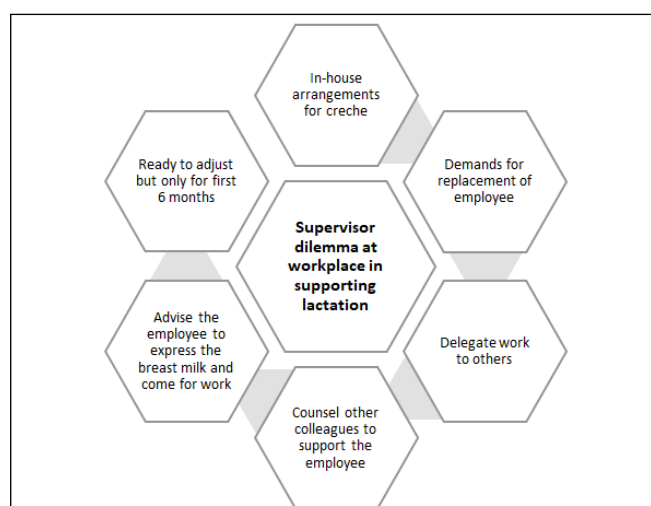 In-house
arrangements
for creche
Demands for
replacement of
employee
Delegate work
to others
Counsel other
colleagues to
support the
employee
Advise the
employee to
express the
breast milk and
come for work
Ready to adjust
but only for first
6 months
Supervisor
dilemma at
workplace in
supporting
lactation